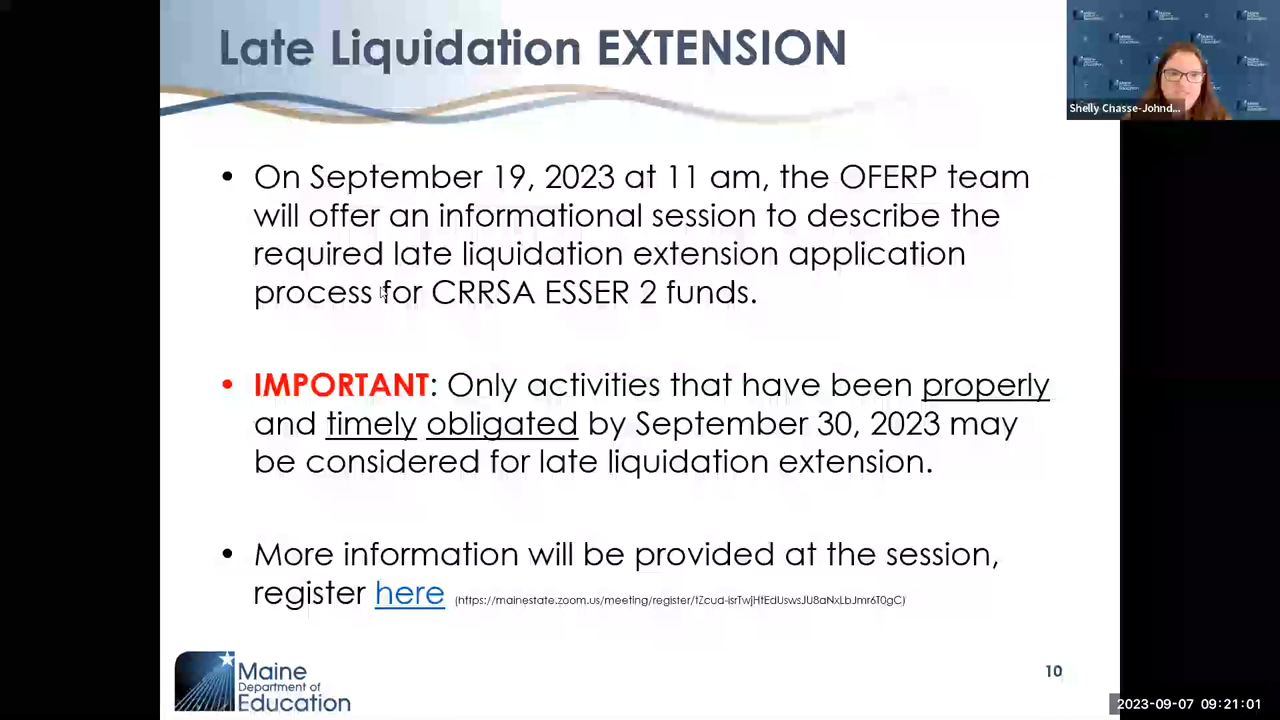 Late Liquidation EXTENSION
Shelly Chasse-Johnd...
• On September 19, 2023 at 11 am, the OFERP team
will offer an informational session to describe the
required late liquidation extension application
process for CRRSA ESSER 2 funds.
• IMPORTANT: Only activities that have been properly
and timely obligated by September 30, 2023 may
be considered for late liquidation extension.
• More information will be provided at the session,
register here (https://mainestate.zoom.us/meeting/register/tZcud-isrTwjHtEdUswsJU8aNxLbJmr6T0gC)
Maine
Department of
Education
10
2023-09-07 09:21:01